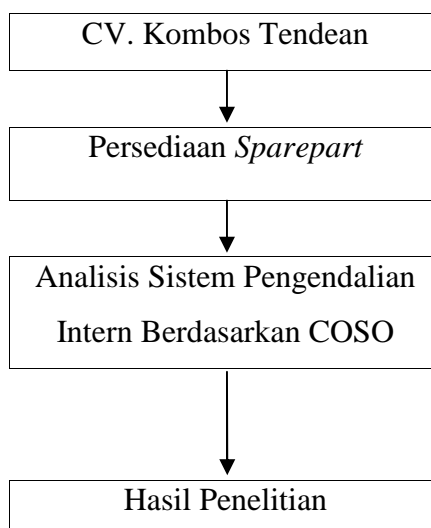 CV. Kombos Tendean
Persediaan Sparepart
Analisis Sistem Pengendalian
Intern Berdasarkan COSO
Hasil Penelitian